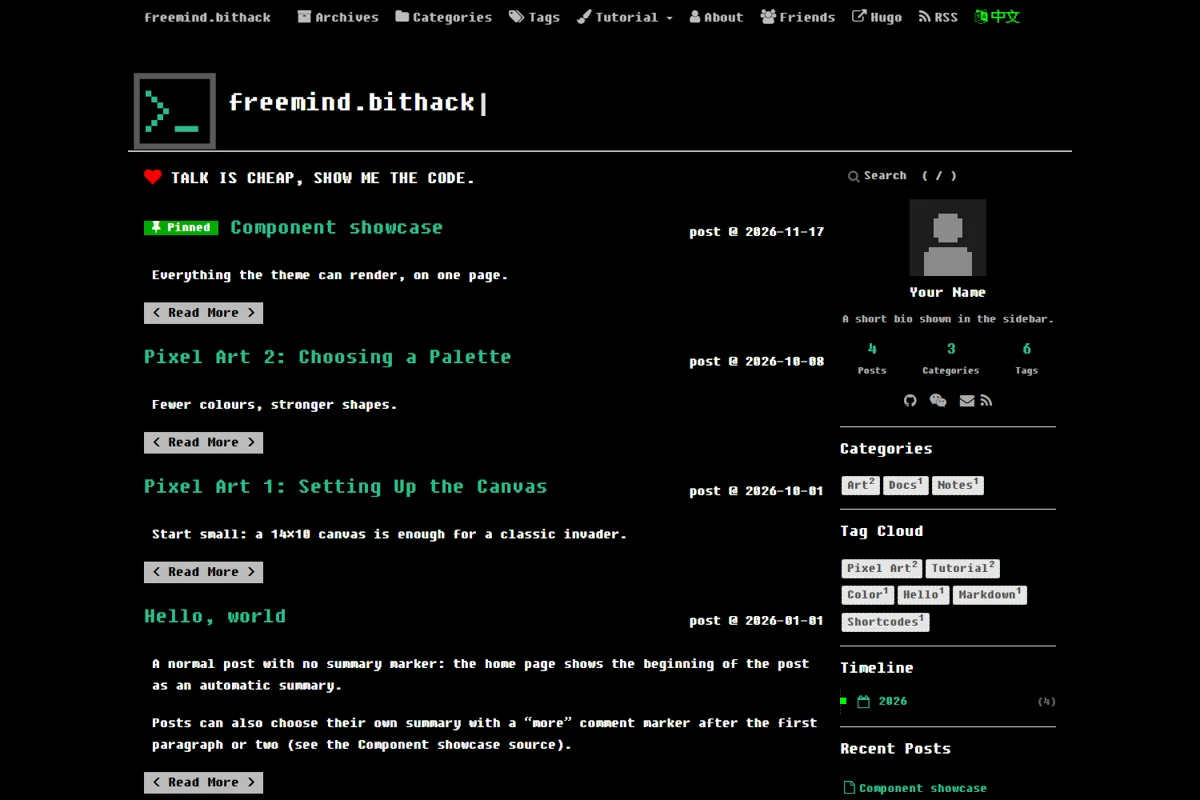 freemind.bithack Archives Categories Tags Tutorial About Friends Hugo RSS 中文
freemind.bithack|
TALK IS CHEAP, SHOW ME THE CODE.
Pinned Component showcase
post @ 2026-11-17
Everything the theme can render, on one page.
< Read More >
Pixel Art 2: Choosing a Palette
post @ 2026-10-08
Fewer colours, stronger shapes.
< Read More >
Pixel Art 1: Setting Up the Canvas
post @ 2026-10-01
Start small: a 14×10 canvas is enough for a classic invader.
< Read More >
Hello, world
post @ 2026-01-01
A normal post with no summary marker: the home page shows the beginning of the post
as an automatic summary.
Posts can also choose their own summary with a “more” comment marker after the first
paragraph or two (see the Component showcase source).
< Read More >
Search ( / )
Your Name
A short bio shown in the sidebar.
4 3 6
Posts Categories Tags
Categories
Art2 Docs1 Notes1
Tag Cloud
Pixel Art2 Tutorial2
Color1 Hello1 Markdown1
Shortcodes1
Timeline
2026 (4)
Recent Posts
Component showcase